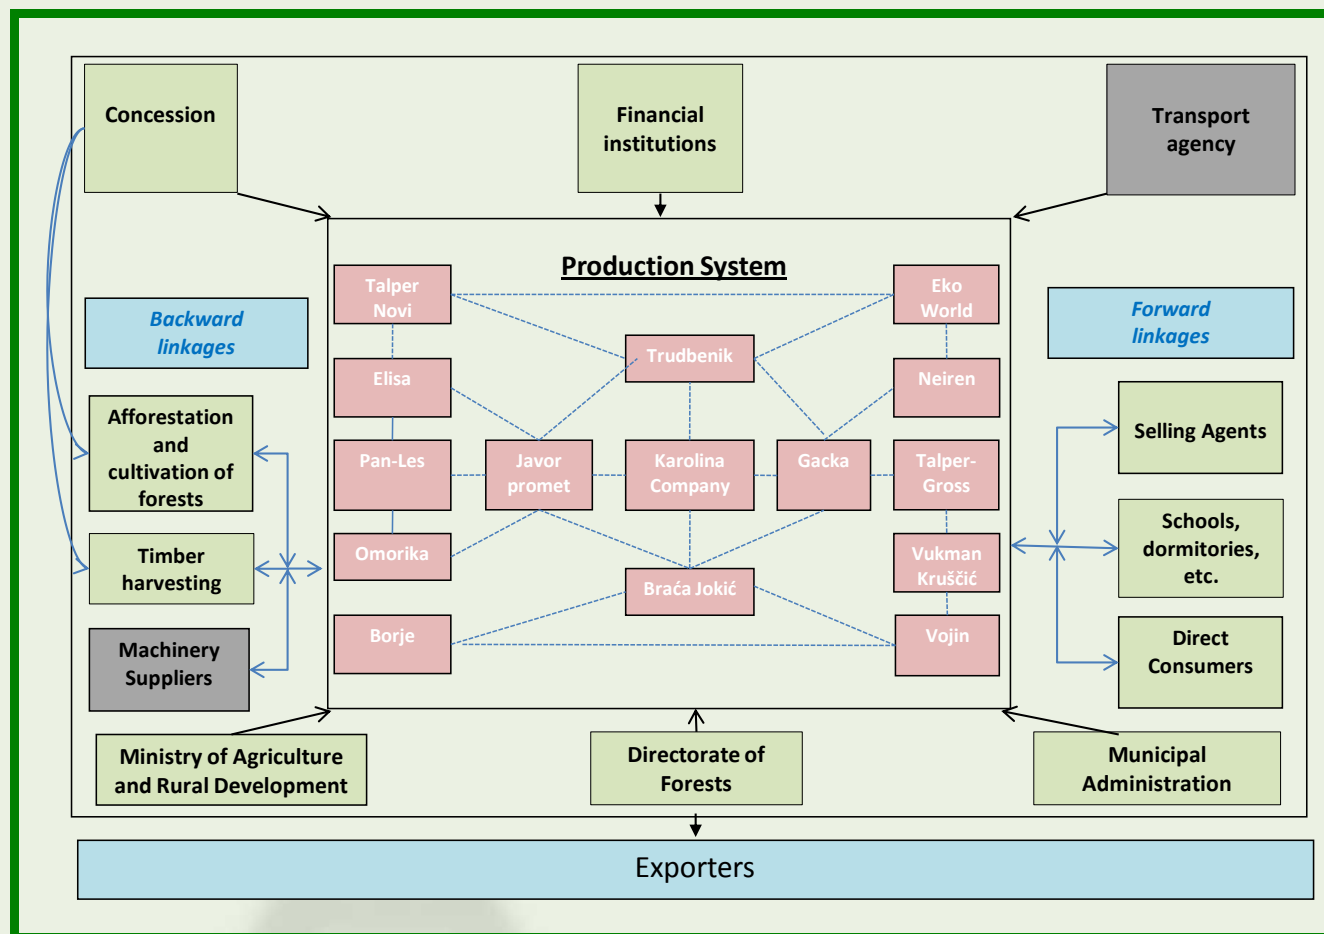 Concession
Financial
institutions
Transport
agency
Production System
Talper
Novi
Eko
World
Backward
linkages
Forward
linkages
Trudbenik
Elisa
Neiren
Afforestation
and
cultivation of
forests
Selling Agents
Pan-Les
Javor
promet
Karolina
Company
Gacka
Talper-
Gross
Timber
harvesting
Omorika
Vukman
Kruščić
Schools,
dormitories,
etc.
Braća Jokić
Machinery
Suppliers
Borje
Vojin
Direct
Consumers
Ministry of Agriculture
and Rural Development
Directorate of
Forests
Municipal
Administration
Exporters